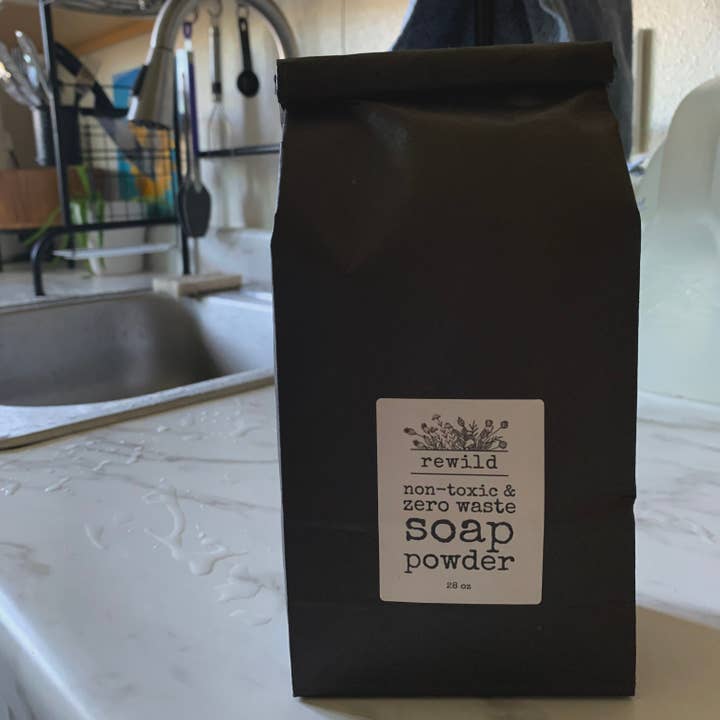 rewild
non-toxic &
zero waste
soap
powder
28 oz